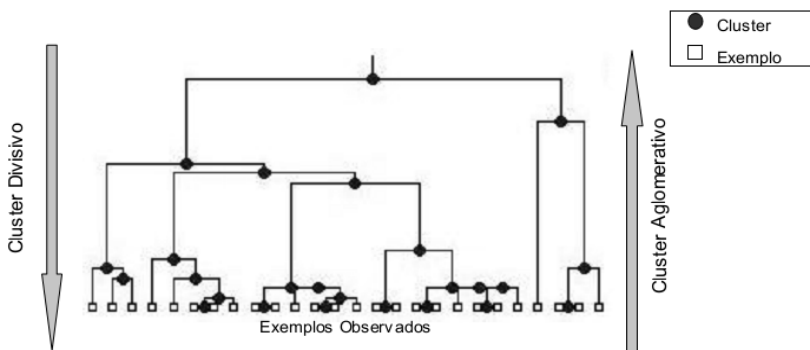 Cluster
Exemplo
Cluster Divisivo
Cluster Aglomerativo
Exemplos Observados